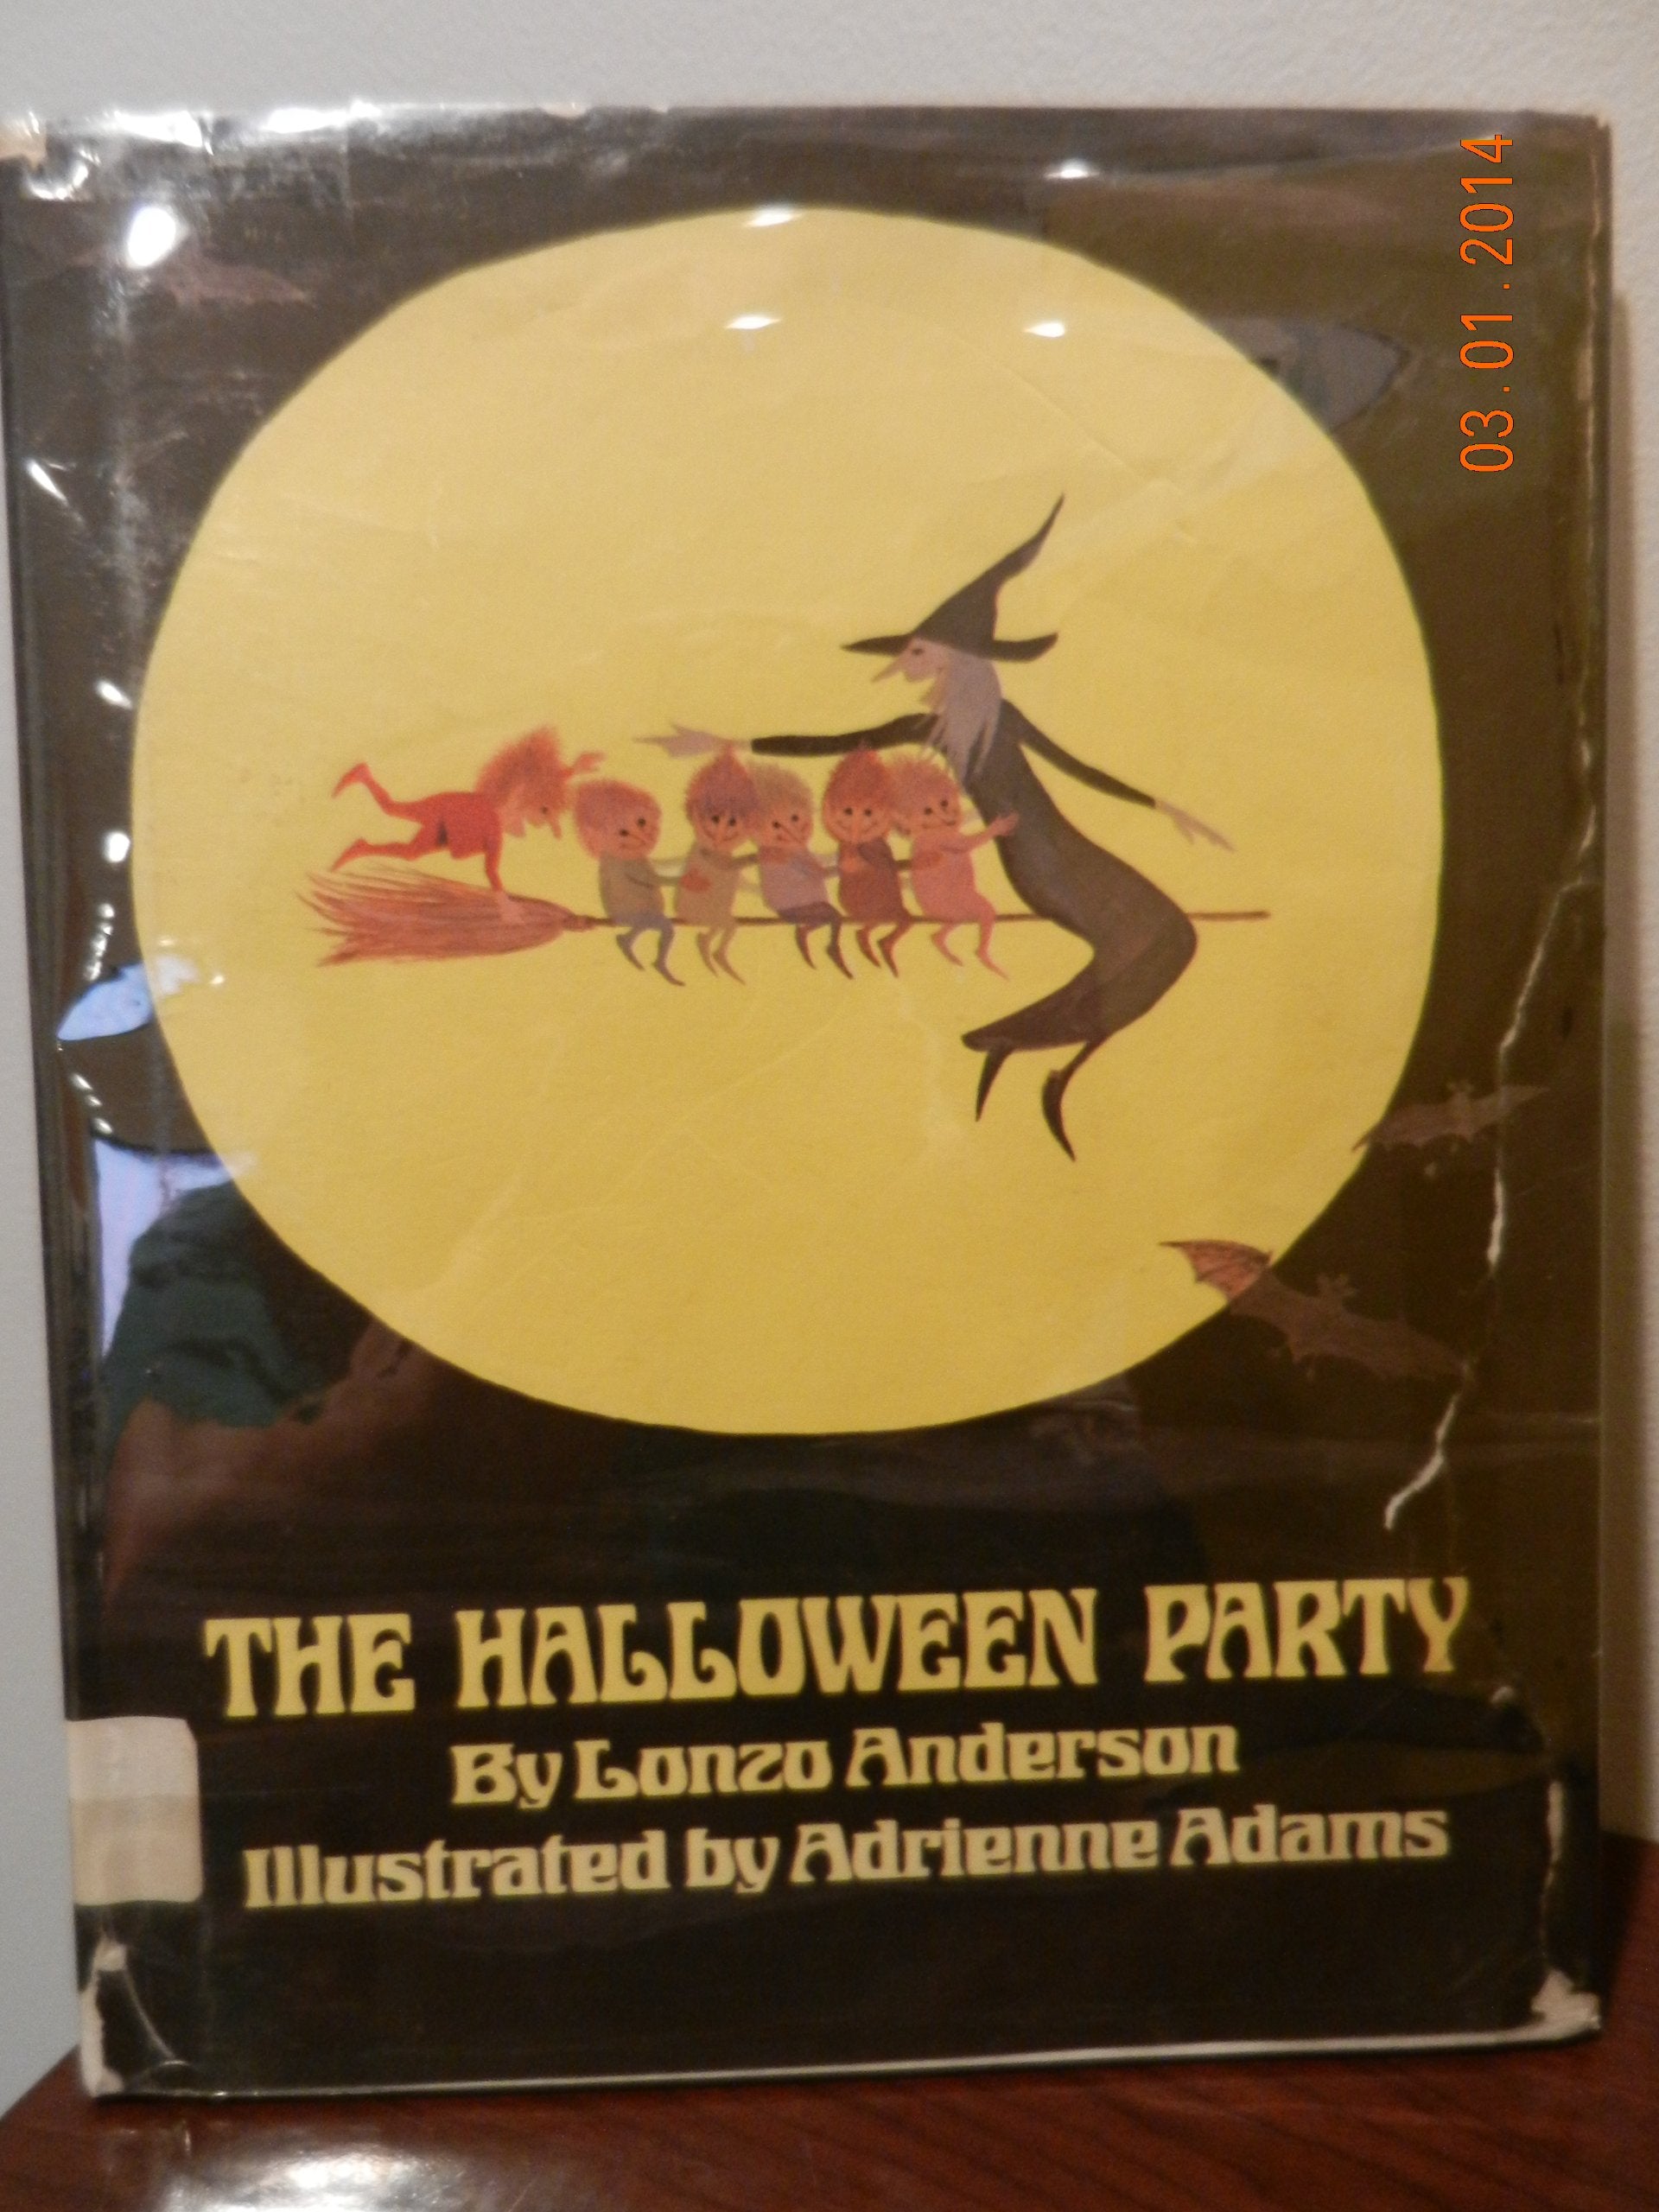 03.01.2014
THE HALLOWEEN PARTY
By Lonzo Anderson
Illustrated by Adrienne Adams